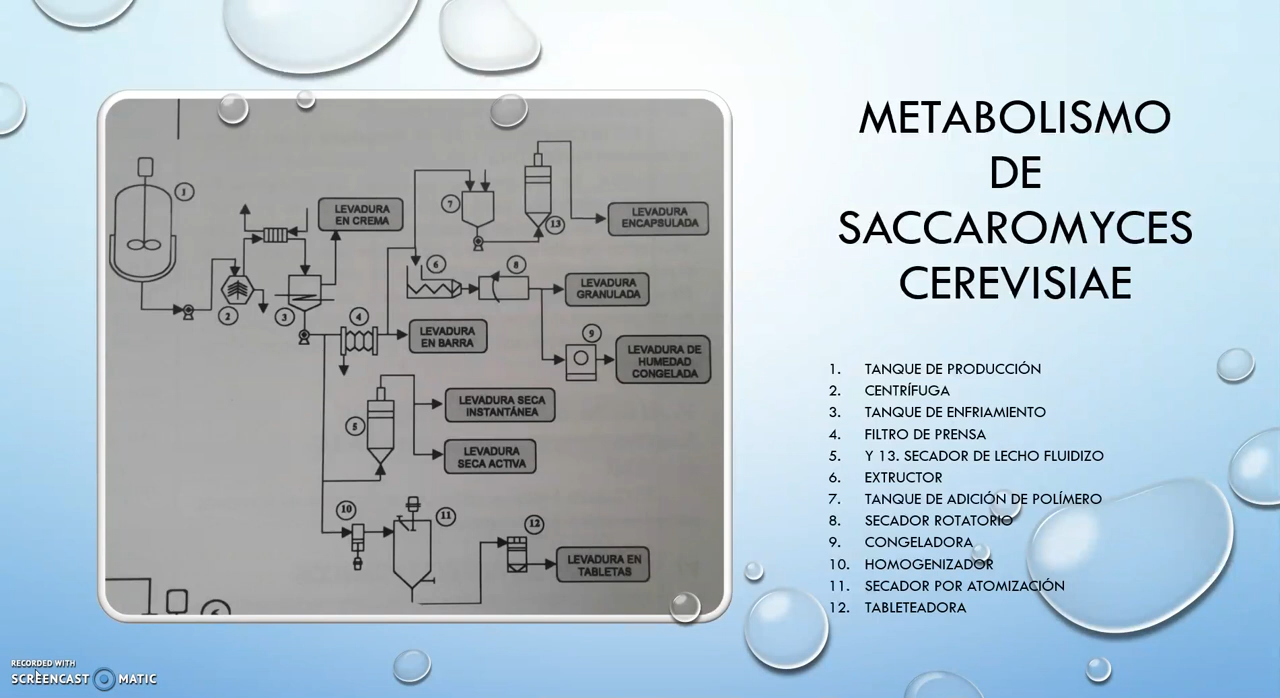 METABOLISMO
DE
SACCAROMYCES
CEREVISIAE
1
2
3
4
5
6
7
8
9
10
11
12
13
LEVADURA
EN CREMA
LEVADURA
ENCAPSULADA
LEVADURA
GRANULADA
LEVADURA
EN BARRA
LEVADURA DE
HUMEDAD
CONGELADA
LEVADURA SECA
INSTANTÁNEA
LEVADURA
SECA ACTIVA
LEVADURA EN
TABLETAS
1. TANQUE DE PRODUCCIÓN
2. CENTRÍFUGA
3. TANQUE DE ENFRIAMIENTO
4. FILTRO DE PRENSA
5. Y 13. SECADOR DE LECHO FLUIDIZO
6. EXTRUCTOR
7. TANQUE DE ADICIÓN DE POLÍMERO
8. SECADOR ROTATORIO
9. CONGELADORA
10. HOMOGENIZADOR
11. SECADOR POR ATOMIZACIÓN
12. TABLETEADORA
RECORDED WITH
SCREENCAST MATIC